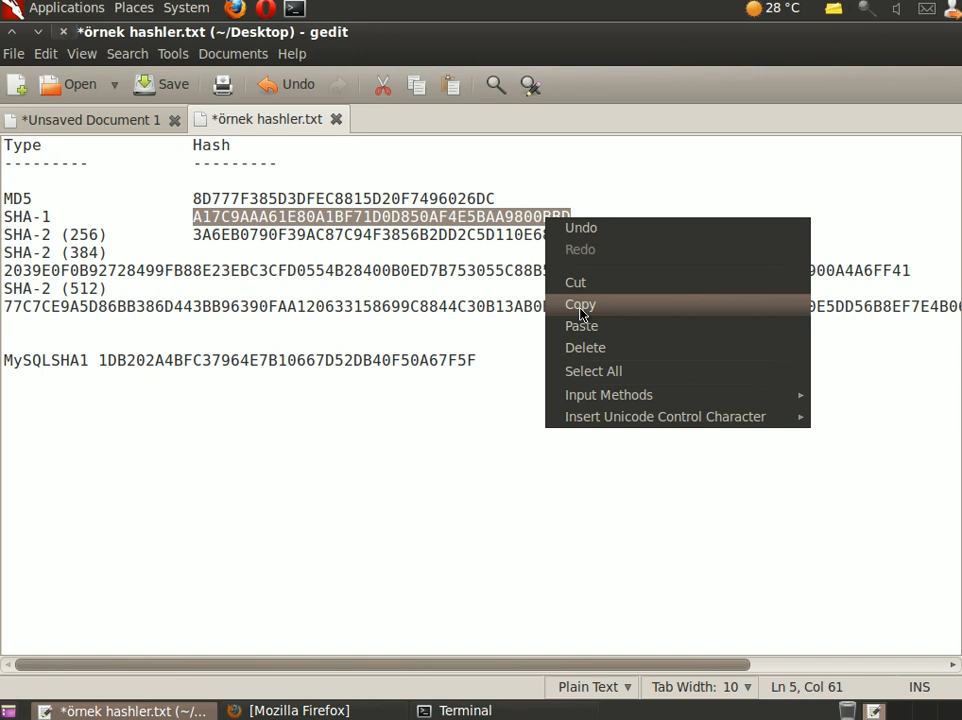 Applications Places System 28 °C
*örnek hashler.txt (~/Desktop) - gedit
File Edit View Search Tools Documents Help
Open Save Undo
*Unsaved Document 1 *örnek hashler.txt
Type Hash
--------- ---------
MD5 8D777F385D3DFEC8815D20F7496026DC
SHA-1 A17C9AAA61E80A1BF71D0D850AF4E5BAA9800BBD
SHA-2 (256) 3A6EB0790F39AC87C94F3856B2DD2C5D110E6
SHA-2 (384)
2039E0F0B92728499FB88E23EBC3CFD0554B28400B0ED7B753055C88B5 00A4A6FF41
SHA-2 (512)
77C7CE9A5D86BB386D443BB96390FAA120633158699C8844C30B13AB0 E5DD56B8EF7E4B0
MySQLSHA1 1DB202A4BFC37964E7B10667D52DB40F50A67F5F
Undo
Redo
Cut
Copy
Paste
Delete
Select All
Input Methods
Insert Unicode Control Character
Plain Text Tab Width: 10 Ln 5, Col 61 INS
*örnek hashler.txt (~/... [Mozilla Firefox] Terminal